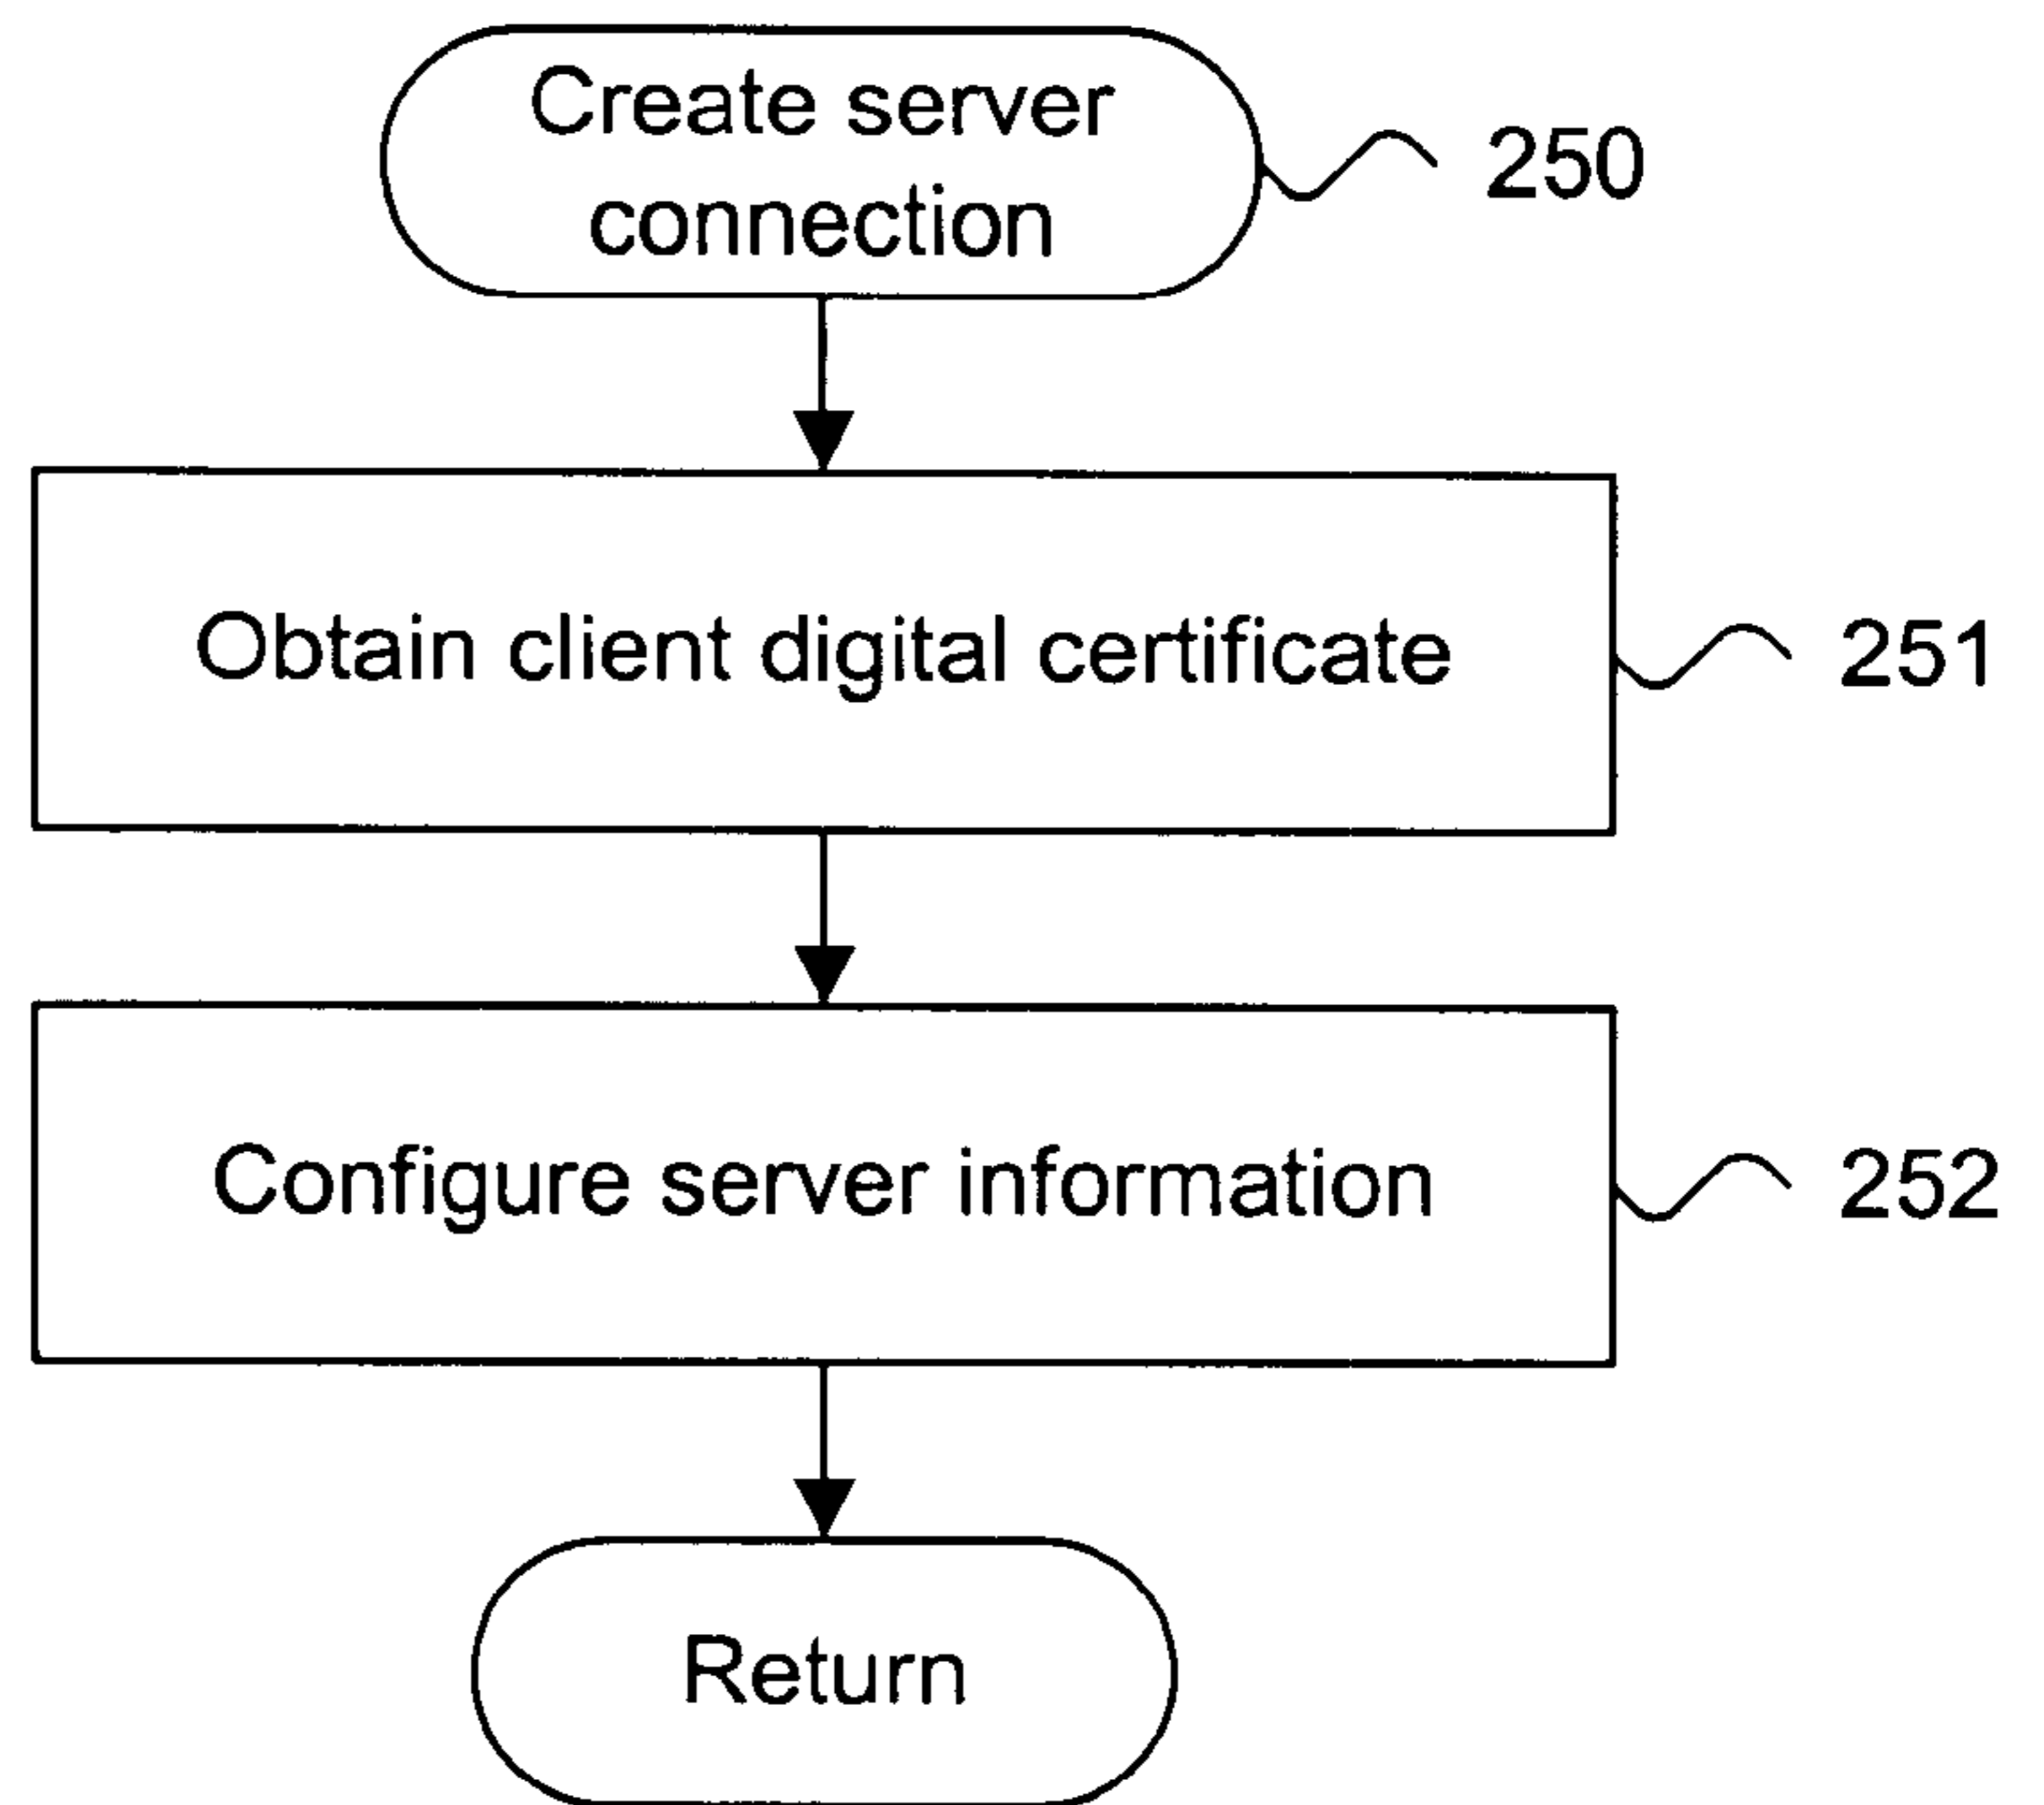 Create server
connection
250
Obtain client digital certificate
251
Configure server information
252
Return